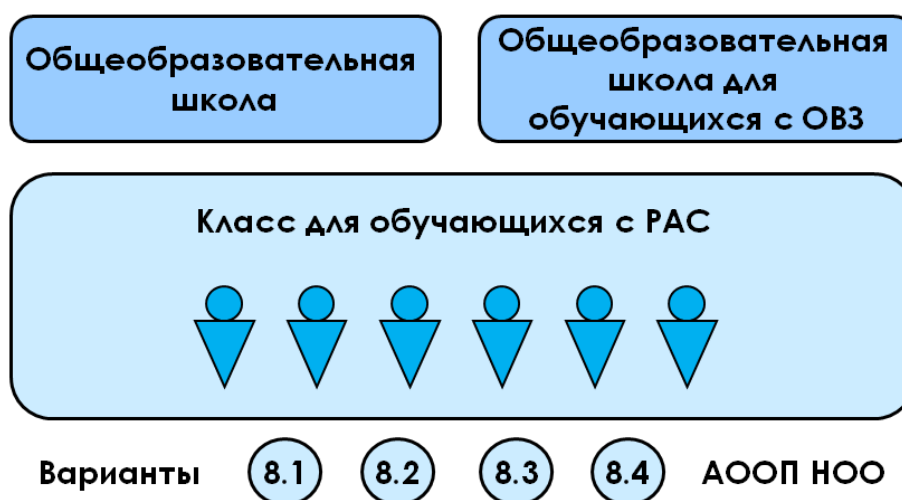 Общеобразовательная
школа
Общеобразовательная
школа для
обучающихся с ОВЗ
Класс для обучающихся с РАС
Варианты 8.1 8.2 8.3 8.4 АООП НОО